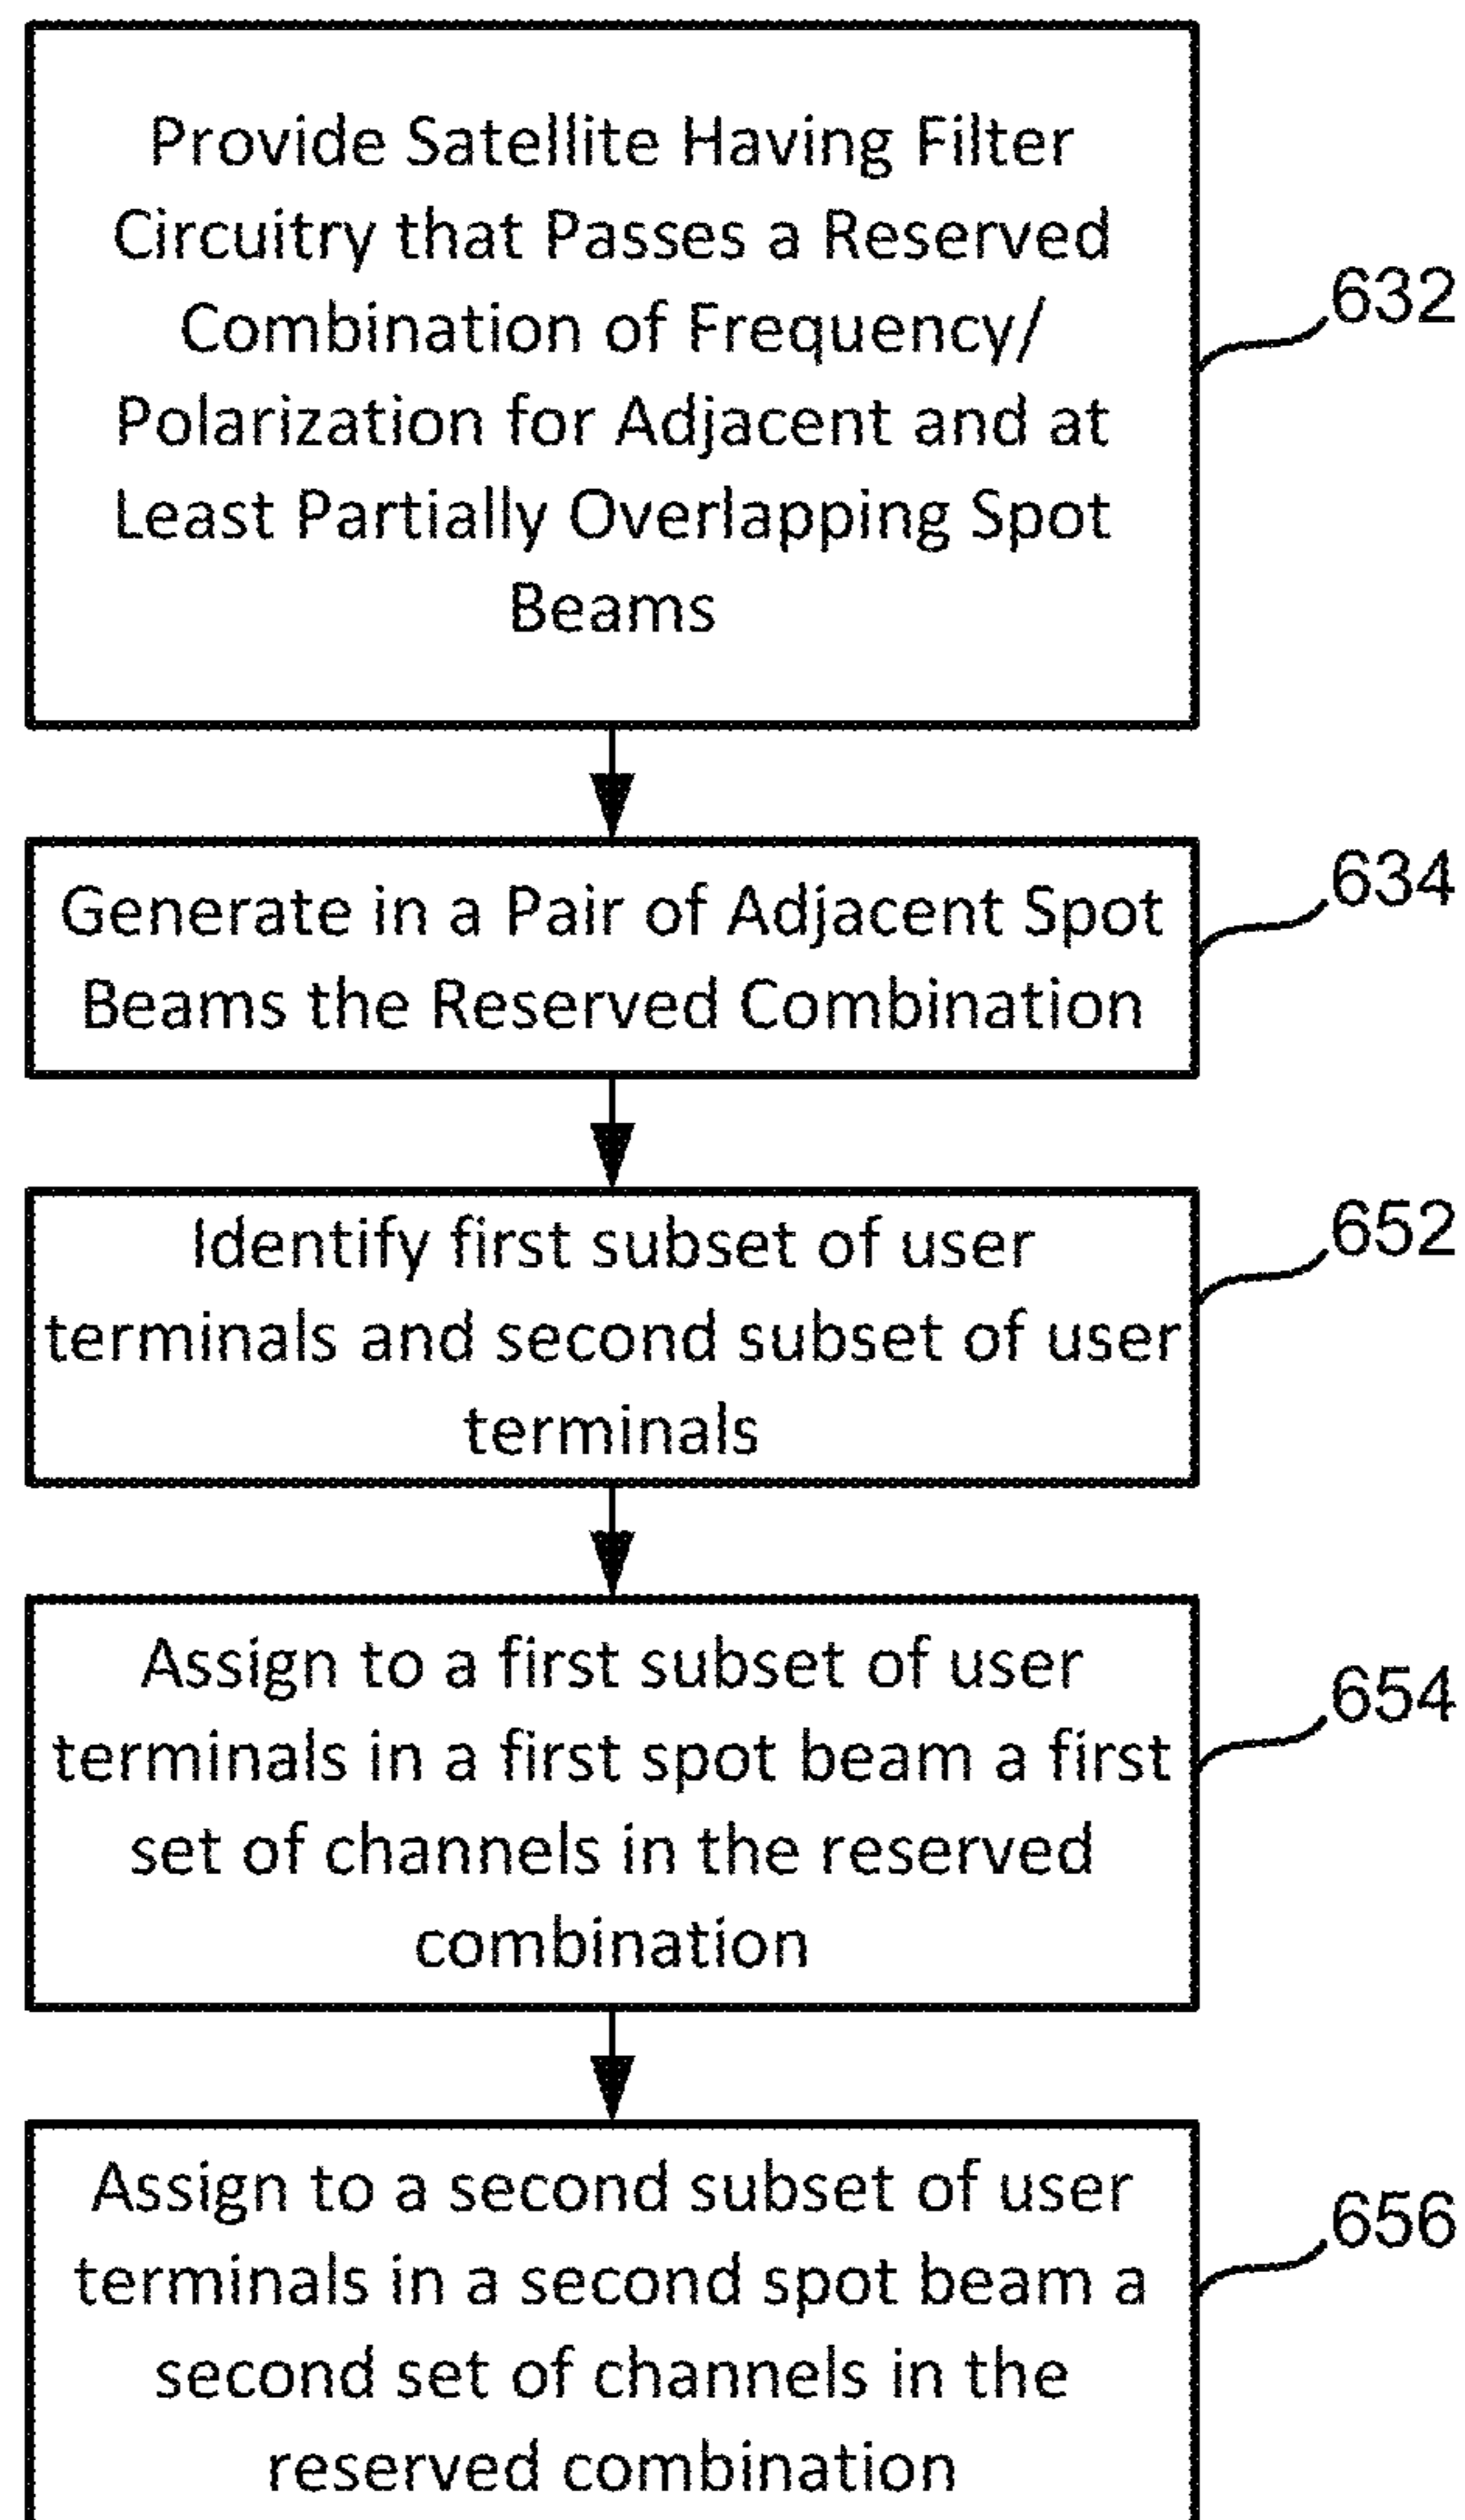 Provide Satellite Having Filter
Circuitry that Passes a Reserved
Combination of Frequency/
Polarization for Adjacent and at
Least Partially Overlapping Spot
Beams
632
Generate in a Pair of Adjacent Spot
Beams the Reserved Combination
634
Identify first subset of user
terminals and second subset of user
terminals
652
Assign to a first subset of user
terminals in a first spot beam a first
set of channels in the reserved
combination
654
Assign to a second subset of user
terminals in a second spot beam a
second set of channels in the
reserved combination
656